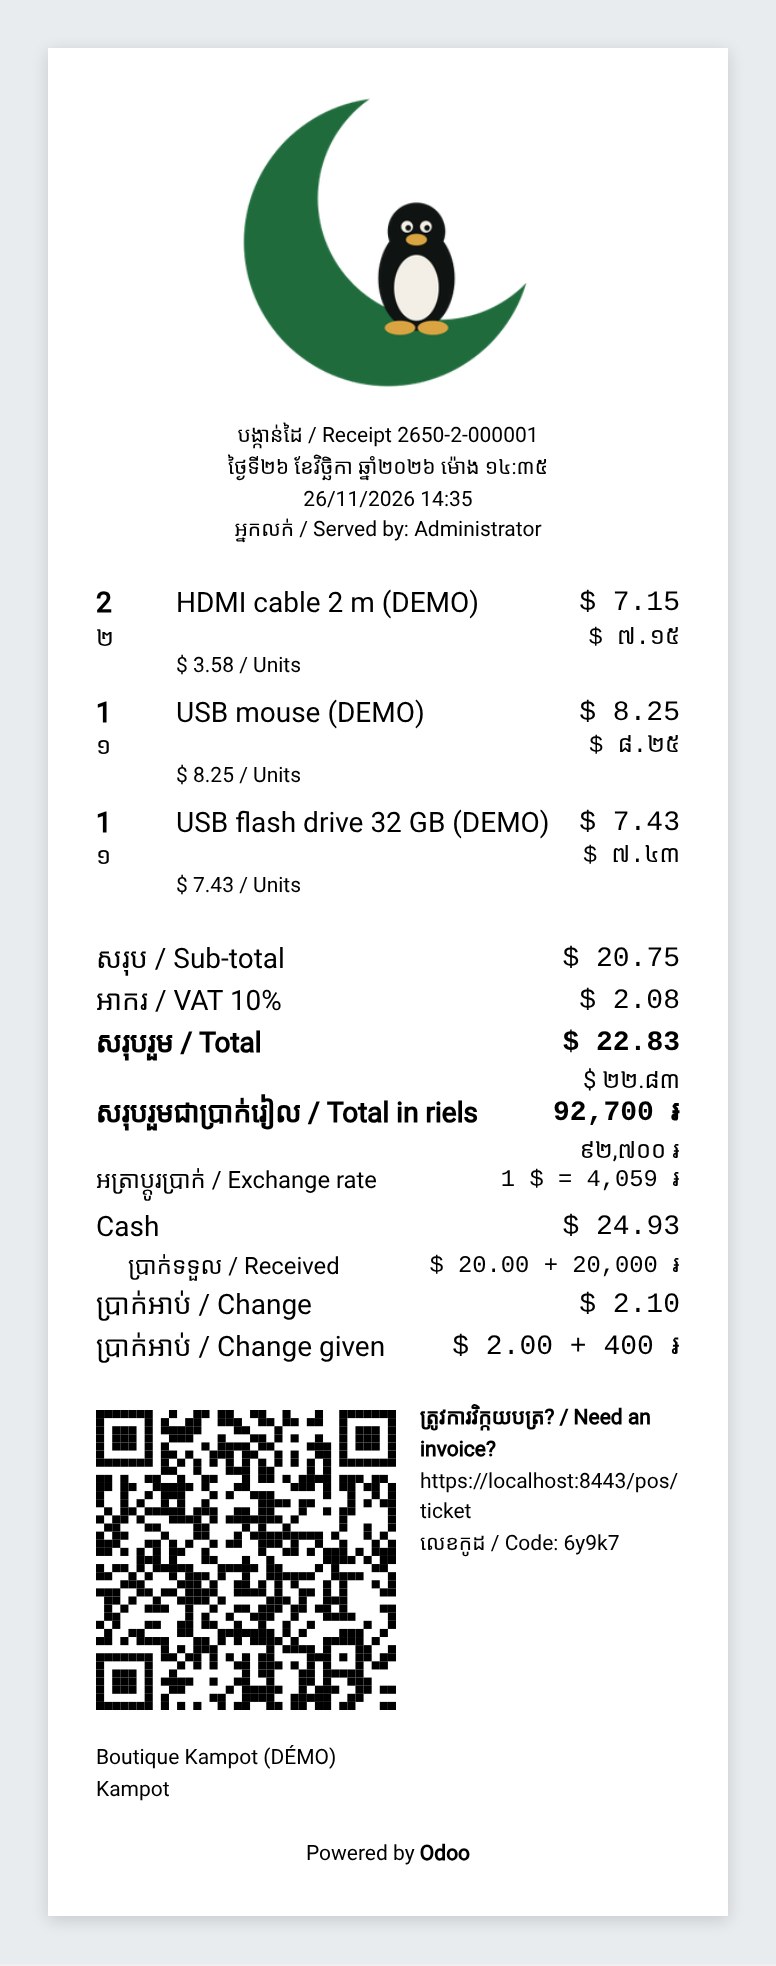 បង្កាន់ដៃ / Receipt 2650-2-000001
ថ្ងៃទី២៦ ខែវិច្ឆិកា ឆ្នាំ២០២៦ ម៉ោង ១៤:៣៥
26/11/2026 14:35
អ្នកលក់ / Served by: Administrator
2 HDMI cable 2 m (DEMO) $ 7.15
២ $ ៧.១៥
$ 3.58 / Units
1 USB mouse (DEMO) $ 8.25
១ $ ៨.២៥
$ 8.25 / Units
1 USB flash drive 32 GB (DEMO) $ 7.43
១ $ ៧.៤៣
$ 7.43 / Units
សរុប / Sub-total $ 20.75
អាករ / VAT 10% $ 2.08
សរុបរួម / Total $ 22.83
$ ២២.៨៣
សរុបរួមជាប្រាក់រៀល / Total in riels 92,700 ៛
៩២,៧០០ ៛
អត្រាប្តូរប្រាក់ / Exchange rate 1 $ = 4,059 ៛
Cash $ 24.93
ប្រាក់ទទួល / Received $ 20.00 + 20,000 ៛
ប្រាក់អាប់ / Change $ 2.10
ប្រាក់អាប់ / Change given $ 2.00 + 400 ៛
ត្រូវការវិក្កយបត្រ? / Need an
invoice?
https://localhost:8443/pos/
ticket
លេខកូដ / Code: 6y9k7
Boutique Kampot (DÉMO)
Kampot
Powered by Odoo